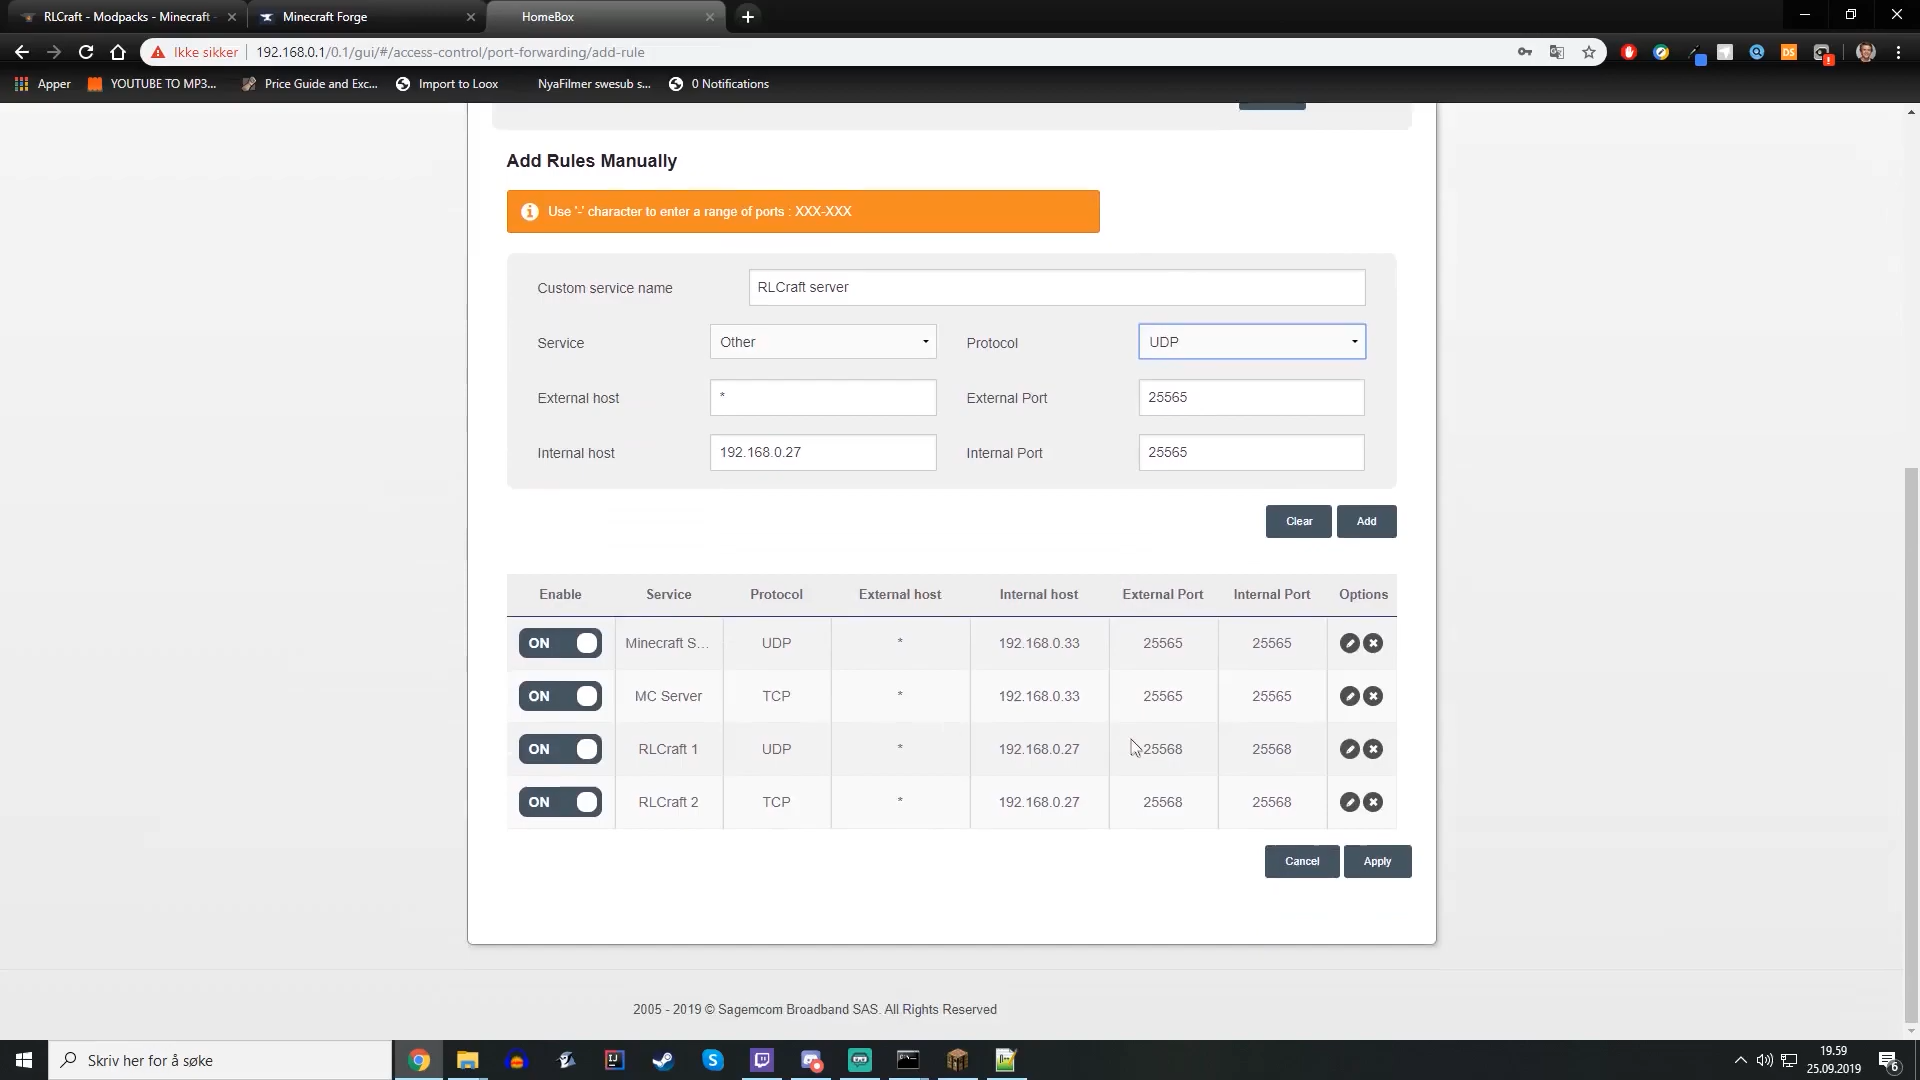 RLCraft - Modpacks - Minecraft
Minecraft Forge
HomeBox
Ikke sikker
192.168.0.1/0.1/gui/#/access-control/port-forwarding/add-rule
Apper
YOUTUBE TO MP3...
Price Guide and Exc...
Import to Loox
NyaFilmer swesub s...
0 Notifications
Add Rules Manually
Use '-' character to enter a range of ports : XXX-XXX
Custom service name
RLCraft server
Service
Other
Protocol
UDP
External host
*
External Port
25565
Internal host
192.168.0.27
Internal Port
25565
Clear
Add
Enable Service Protocol External host Internal host External Port Internal Port Options
ON Minecraft S... UDP * 192.168.0.33 25565 25565
ON MC Server TCP * 192.168.0.33 25565 25565
ON RLCraft 1 UDP * 192.168.0.27 25568 25568
ON RLCraft 2 TCP * 192.168.0.27 25568 25568
Cancel
Apply
2005 - 2019 © Sagemcom Broadband SAS. All Rights Reserved
Skriv her for å søke
19.59
25.09.2019
6